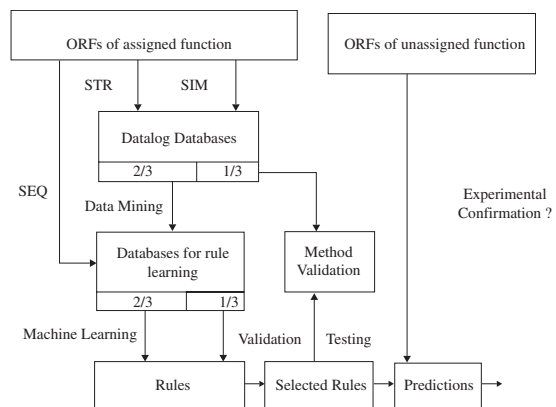 ORFs of assigned function
ORFs of unassigned function
STR
SIM
Datalog Databases
2/3
1/3
SEQ
Data Mining
Experimental
Confirmation ?
Databases for rule
learning
Method
Validation
2/3
1/3
Machine Learning
Validation
Testing
Rules
Selected Rules
Predictions